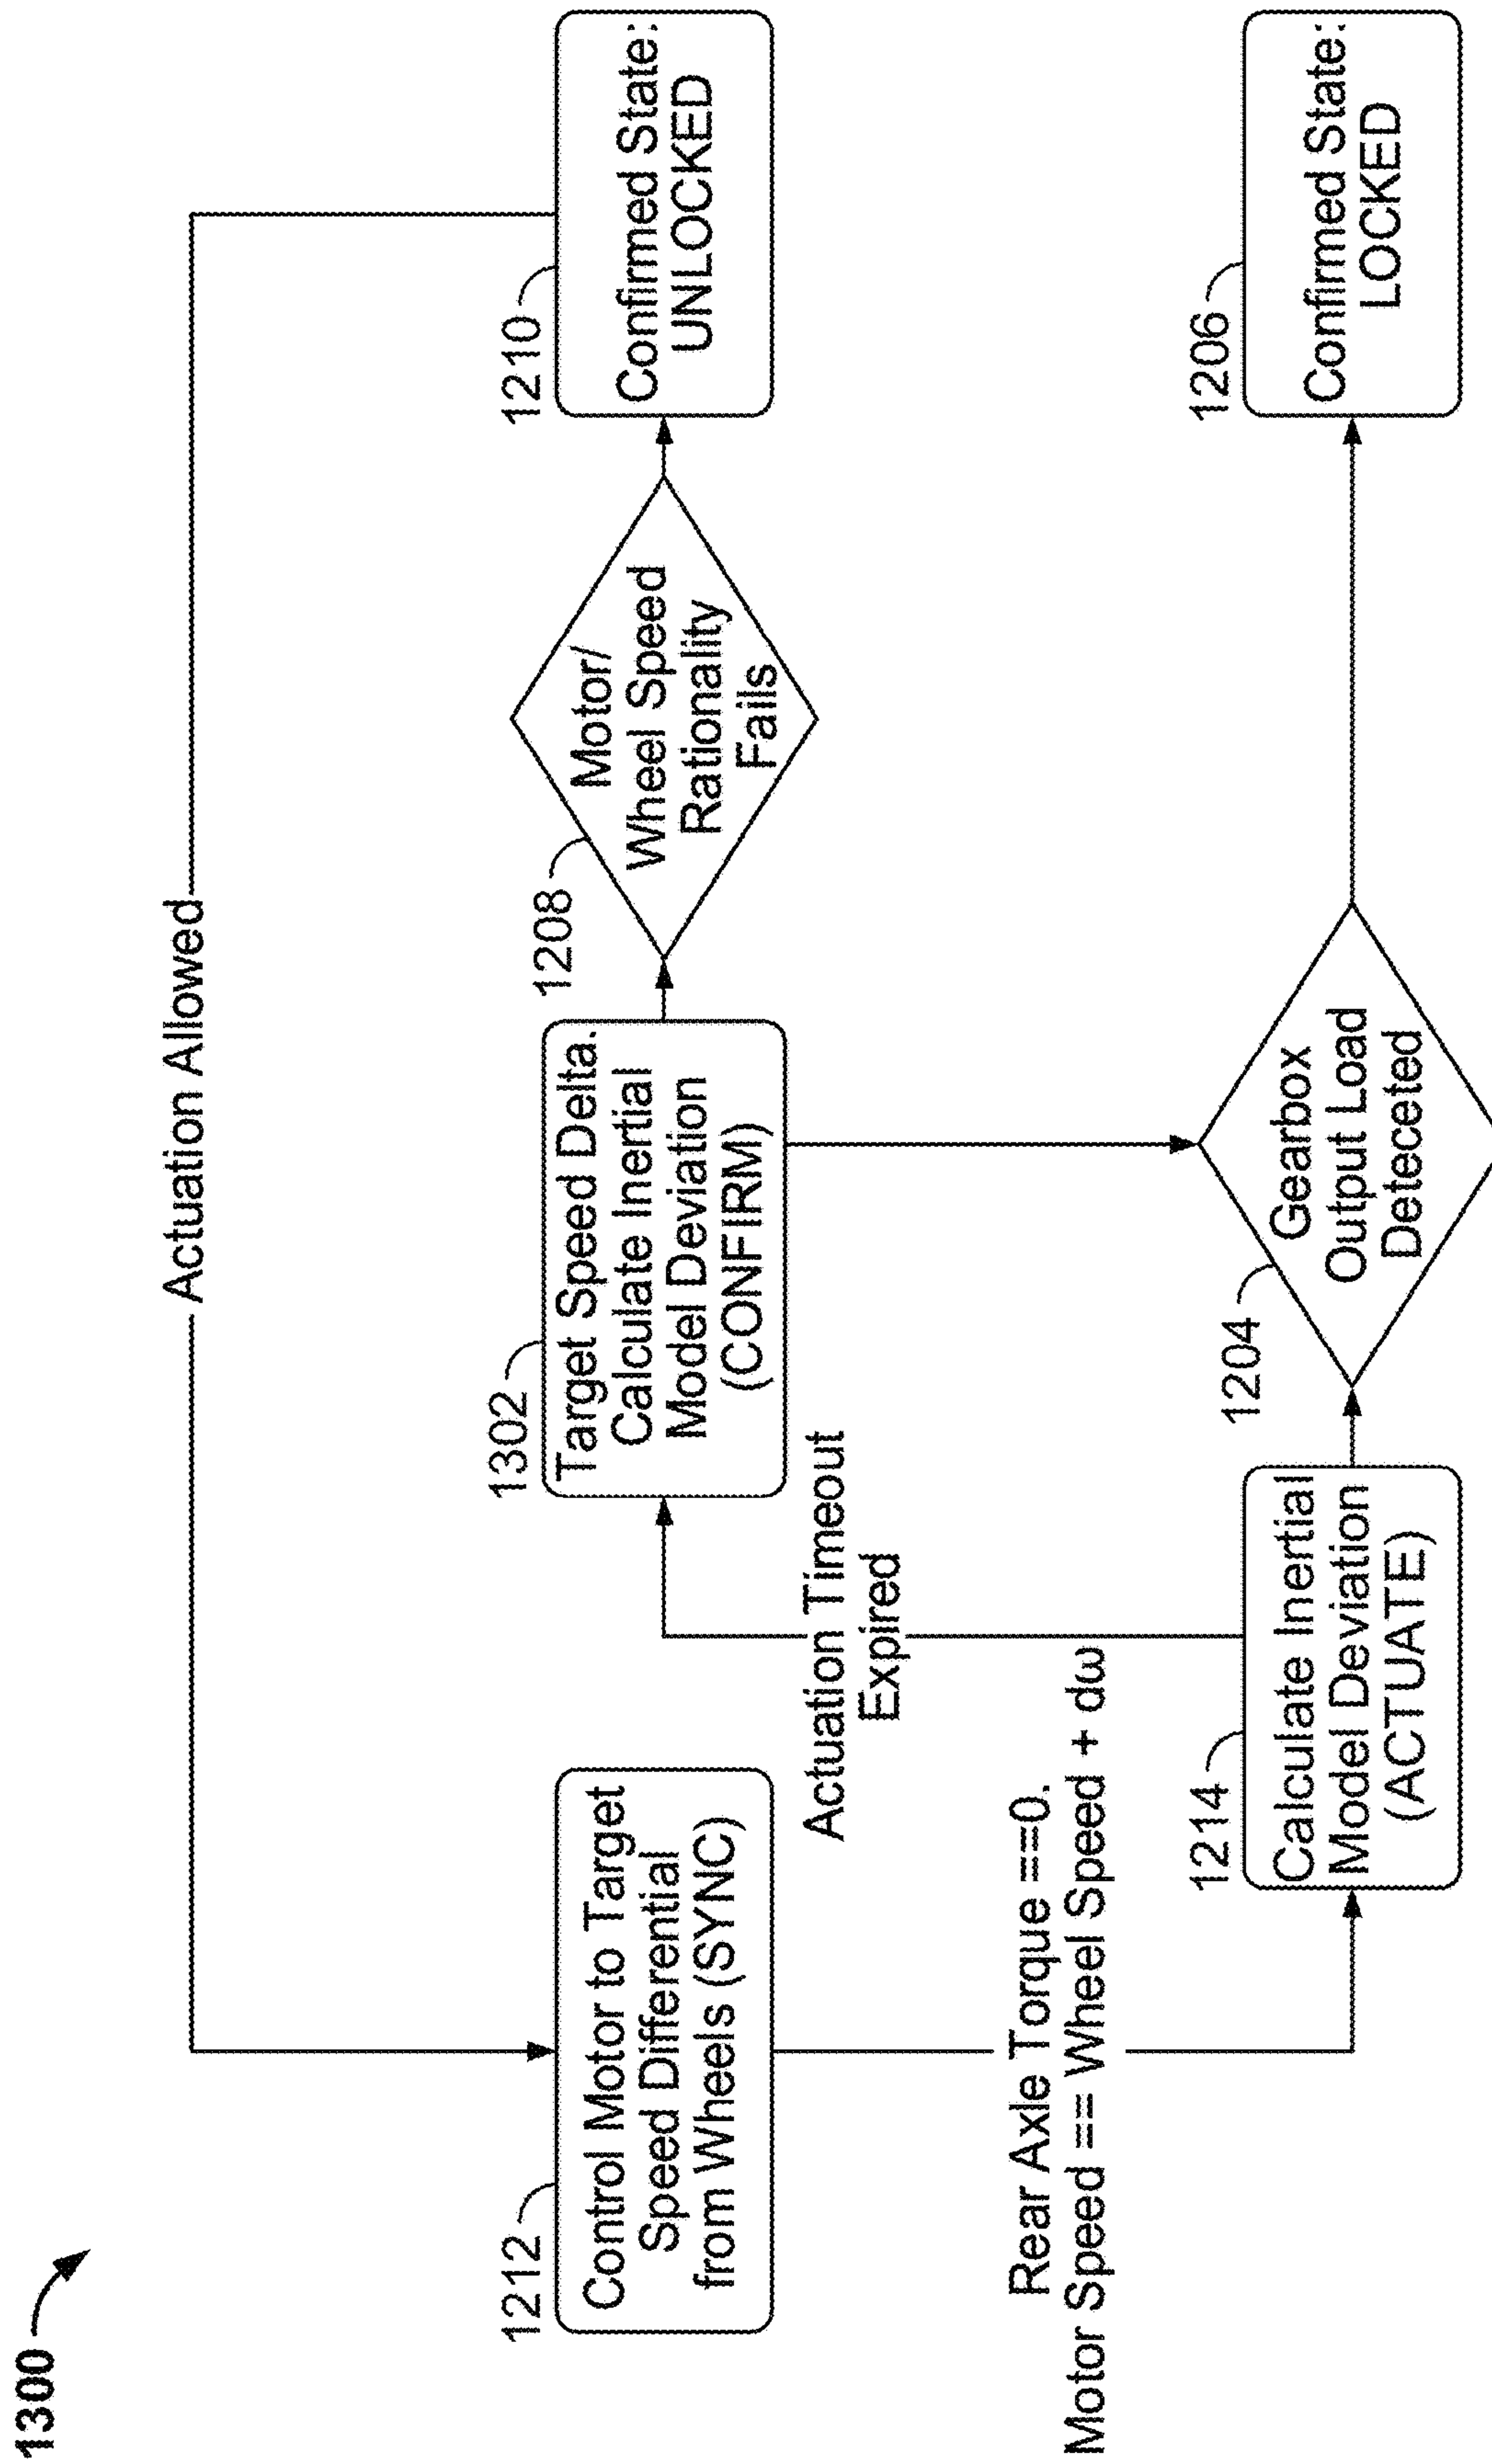 1300
Actuation Allowed
1212
Control Motor to Target
Speed Differential
from Wheels (SYNC)
1302
Target Speed Delta.
Calculate Inertial
Model Deviation
(CONFIRM)
1208
Motor/
Wheel Speed
Rationality
Fails
1210
Confirmed State:
UNLOCKED
Actuation Timeout
Expired
Rear Axle Torque ==0.
Motor Speed == Wheel Speed + dω
1214
Calculate Inertial
Model Deviation
(ACTUATE)
1204
Gearbox
Output Load
Deteceted
1206
Confirmed State:
LOCKED